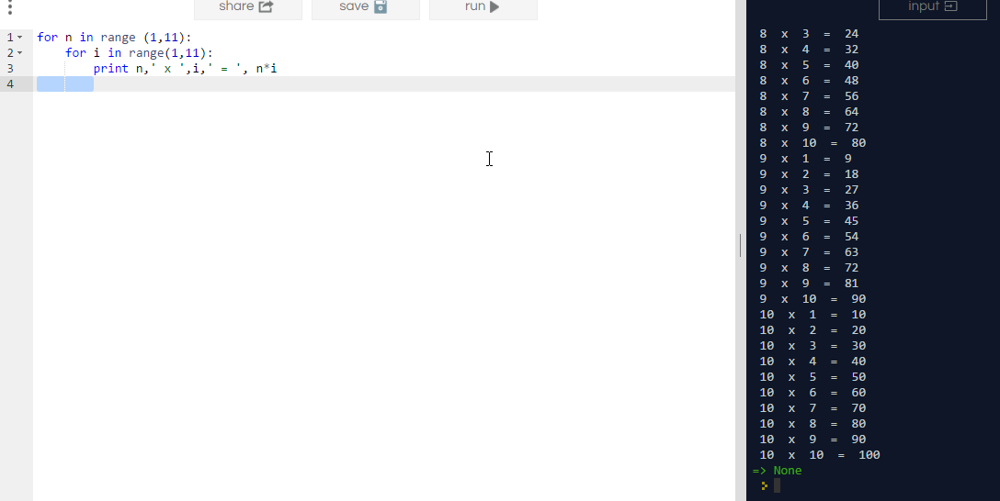 share save run input
1 for n in range (1,11):
2     for i in range(1,11):
3         print n,' x ',i,' = ', n*i
4
8  x  3  =  24
8  x  4  =  32
8  x  5  =  40
8  x  6  =  48
8  x  7  =  56
8  x  8  =  64
8  x  9  =  72
8  x  10  =  80
9  x  1  =  9
9  x  2  =  18
9  x  3  =  27
9  x  4  =  36
9  x  5  =  45
9  x  6  =  54
9  x  7  =  63
9  x  8  =  72
9  x  9  =  81
9  x  10  =  90
10  x  1  =  10
10  x  2  =  20
10  x  3  =  30
10  x  4  =  40
10  x  5  =  50
10  x  6  =  60
10  x  7  =  70
10  x  8  =  80
10  x  9  =  90
10  x  10  =  100
=> None